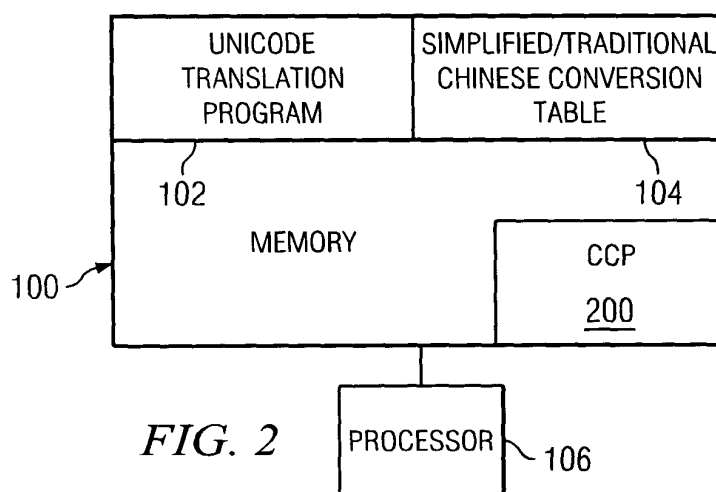 UNICODE
TRANSLATION
PROGRAM
SIMPLIFIED/TRADITIONAL
CHINESE CONVERSION
TABLE
102
104
MEMORY
CCP
200
100
PROCESSOR
106
FIG. 2